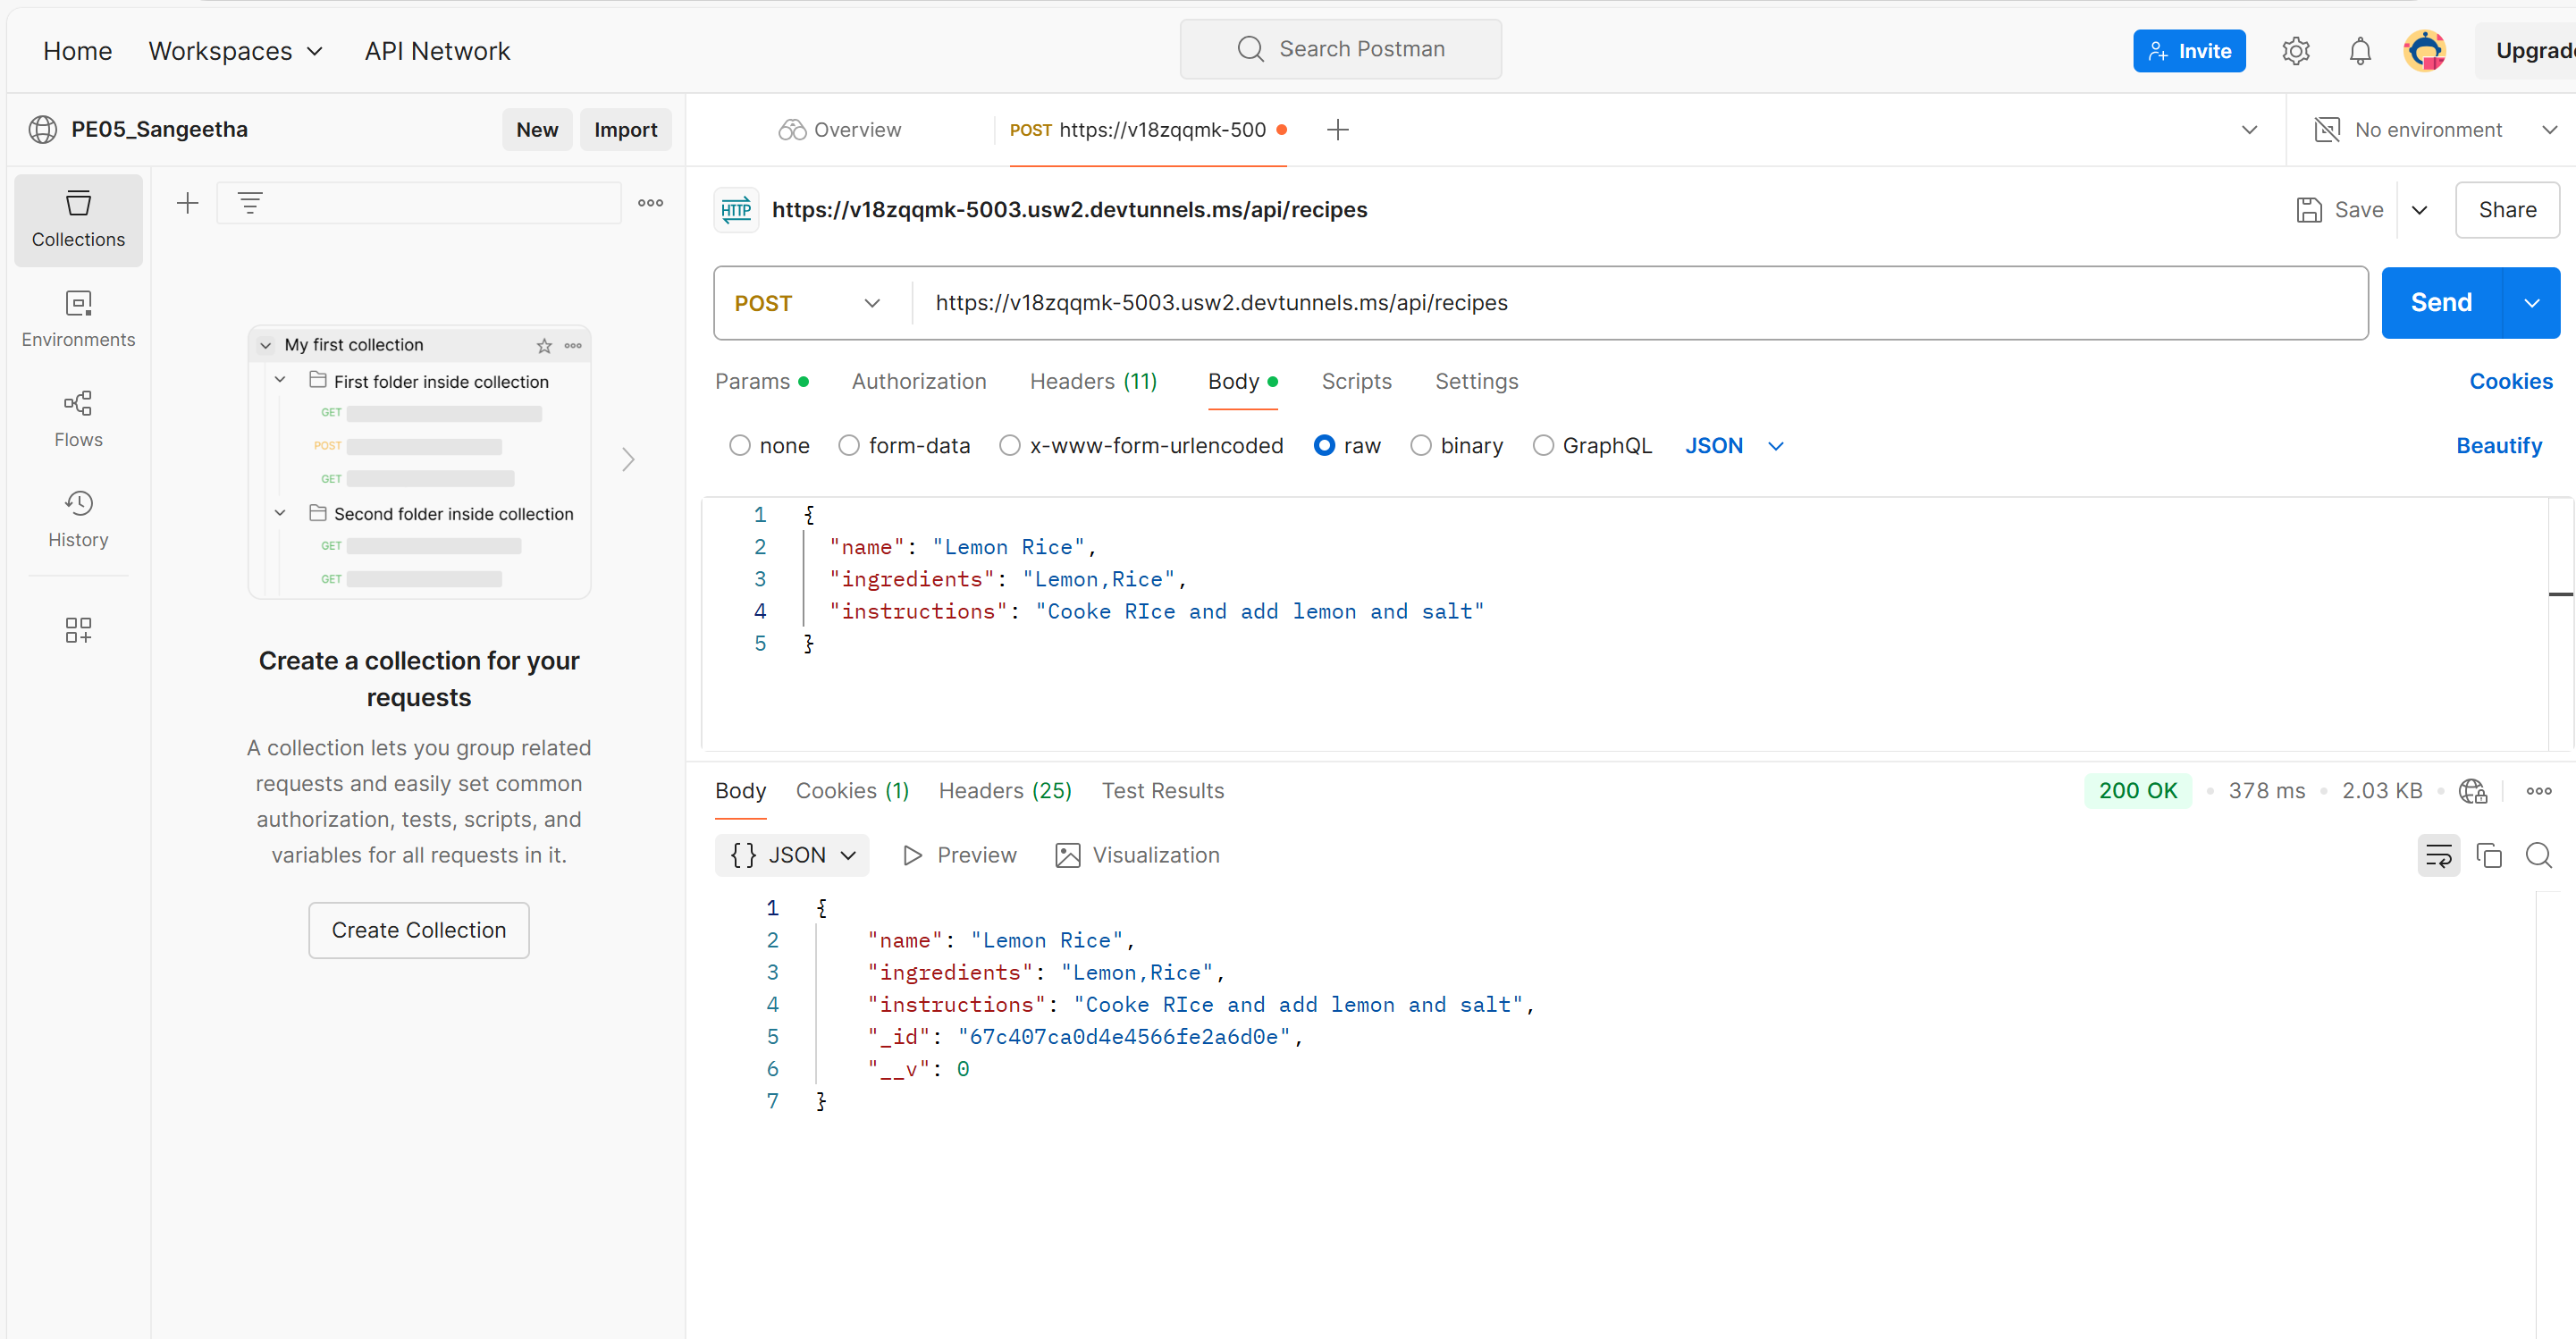 Home Workspaces API Network Search Postman Invite Upgrade
PE05_Sangeetha New Import Overview POST https://v18zqqmk-500 No environment
Collections
Environments
Flows
History
My first collection
First folder inside collection
GET
POST
GET
Second folder inside collection
GET
GET
Create a collection for your
requests
A collection lets you group related
requests and easily set common
authorization, tests, scripts, and
variables for all requests in it.
Create Collection
HTTP https://v18zqqmk-5003.usw2.devtunnels.ms/api/recipes Save Share
POST https://v18zqqmk-5003.usw2.devtunnels.ms/api/recipes Send
Params Authorization Headers (11) Body Scripts Settings Cookies
none form-data x-www-form-urlencoded raw binary GraphQL JSON Beautify
1 {
2 "name": "Lemon Rice",
3 "ingredients": "Lemon,Rice",
4 "instructions": "Cooke RIce and add lemon and salt"
5 }
Body Cookies (1) Headers (25) Test Results 200 OK • 378 ms • 2.03 KB •
{} JSON Preview Visualization
1 {
2 "name": "Lemon Rice",
3 "ingredients": "Lemon,Rice",
4 "instructions": "Cooke RIce and add lemon and salt",
5 "_id": "67c407ca0d4e4566fe2a6d0e",
6 "__v": 0
7 }